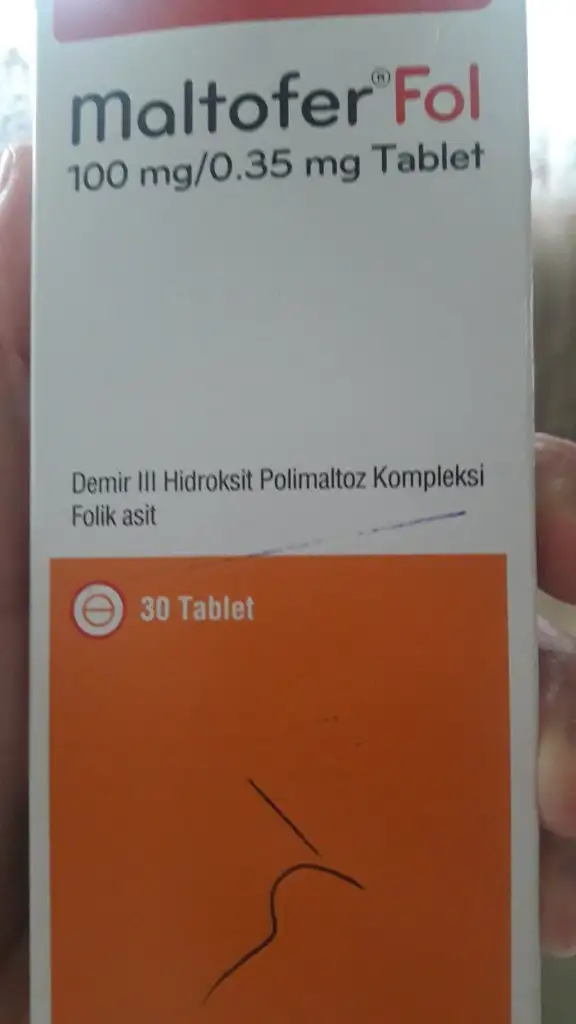 Maltofer® Fol
100 mg/0.35 mg Tablet
Demir III Hidroksit Polimaltoz Kompleksi
Folik asit
30 Tablet